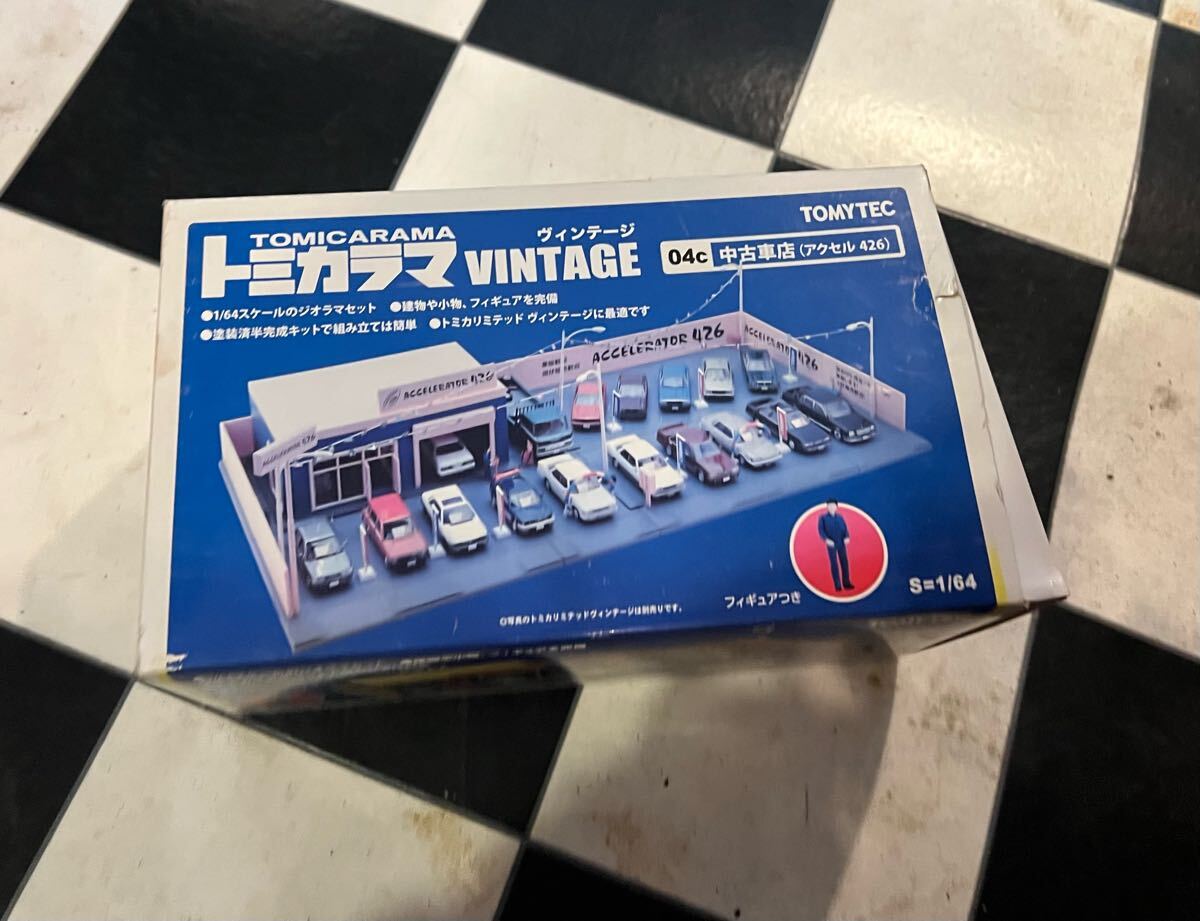 TOMYTEC
TOMICARAMA
トミカラマ VINTAGE
ヴィンテージ
04c 中古車店(アクセル 426)
●1/64スケールのジオラマセット ●建物や小物、フィギュアを完備
●塗装済半完成キットで組み立ては簡単 ●トミカリミテッド ヴィンテージに最適です
ACCELERATOR 426
ACCELERATOR 426
ACCELERATOR 426
ACCELERATOR 426
フィギュアつき
S=1/64
◎写真のトミカリミテッドヴィンテージは別売りです。